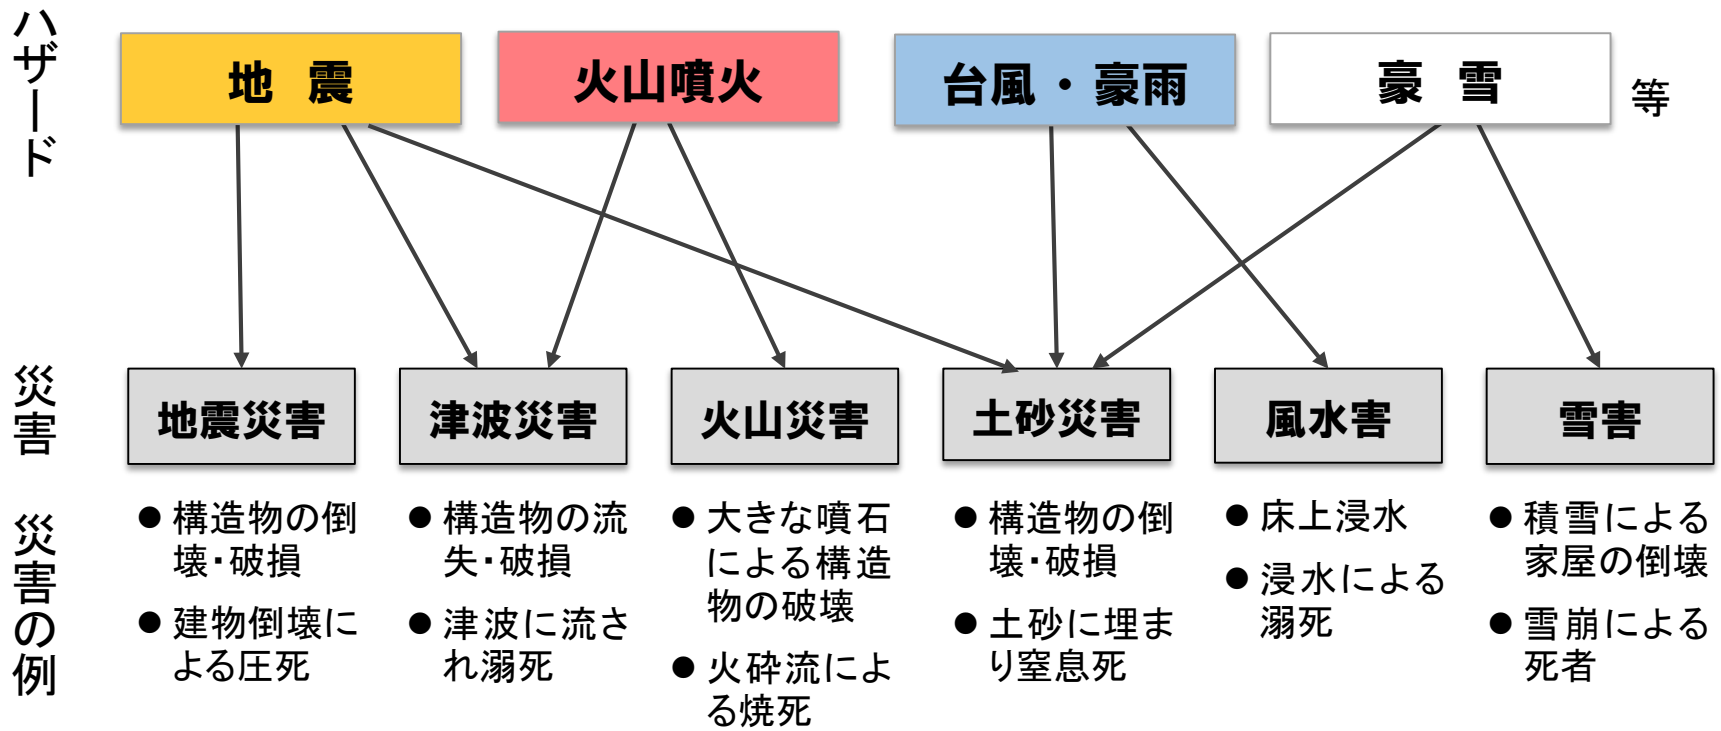 ハザード
地 震
火山噴火
台風・豪雨
豪 雪
等
災害
地震災害
津波災害
火山災害
土砂災害
風水害
雪害
災害の例
●構造物の倒
壊・破損
●建物倒壊に
よる圧死
●構造物の流
失・破損
●津波に流さ
れ溺死
●大きな噴石
による構造
物の破壊
●火砕流によ
る焼死
●構造物の倒
壊・破損
●土砂に埋ま
り窒息死
●床上浸水
●浸水による
溺死
●積雪による
家屋の倒壊
●雪崩による
死者